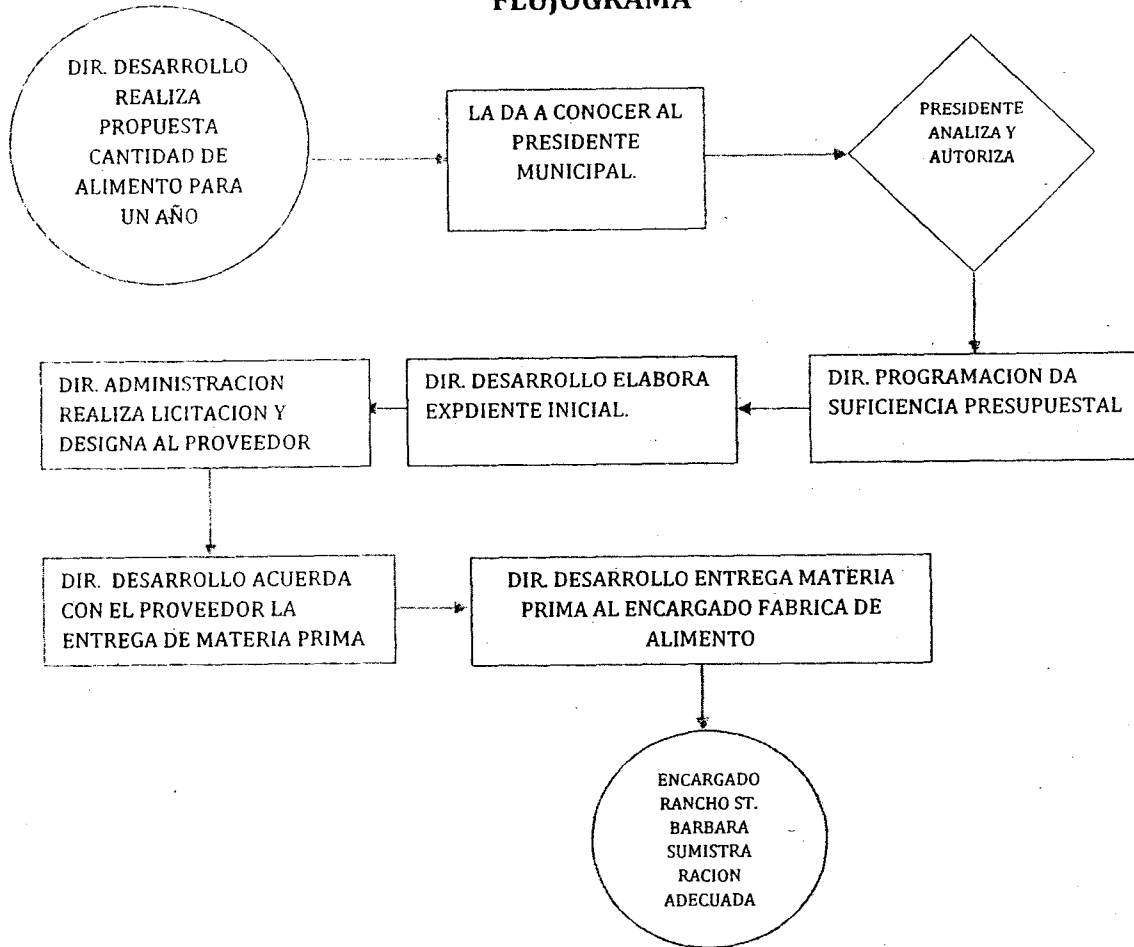 FLUJOGRAMA
DIR. DESARROLLO
REALIZA
PROPUESTA
CANTIDAD DE
ALIMENTO PARA
UN AÑO
LA DA A CONOCER AL
PRESIDENTE
MUNICIPAL.
PRESIDENTE
ANALIZA Y
AUTORIZA
DIR. PROGRAMACION DA
SUFICIENCIA PRESUPUESTAL
DIR. DESARROLLO ELABORA
EXPDIENTE INICIAL.
DIR. ADMINISTRACION
REALIZA LICITACION Y
DESIGNA AL PROVEEDOR
DIR. DESARROLLO ACUERDA
CON EL PROVEEDOR LA
ENTREGA DE MATERIA PRIMA
DIR. DESARROLLO ENTREGA MATERIA
PRIMA AL ENCARGADO FABRICA DE
ALIMENTO
ENCARGADO
RANCHO ST.
BARBARA
SUMISTRA
RACION
ADECUADA